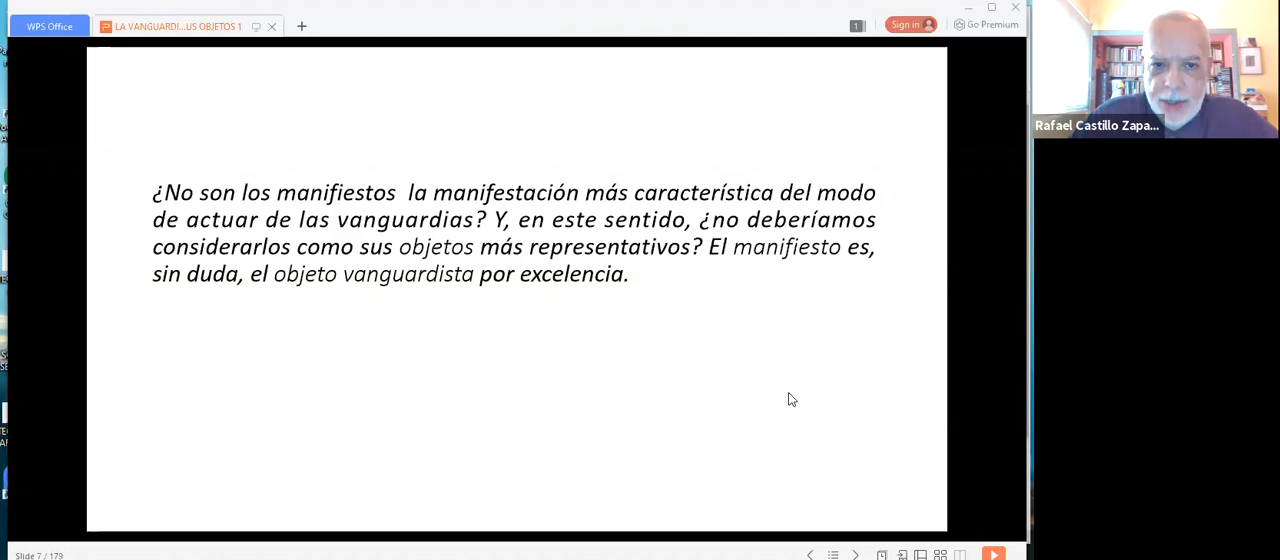 WPS Office
LA VANGUARDI...US OBJETOS 1
1
Sign in
Go Premium
Rafael Castillo Zapa...
¿No son los manifiestos la manifestación más característica del modo
de actuar de las vanguardias? Y, en este sentido, ¿no deberíamos
considerarlos como sus objetos más representativos? El manifiesto es,
sin duda, el objeto vanguardista por excelencia.
Slide 7 / 179